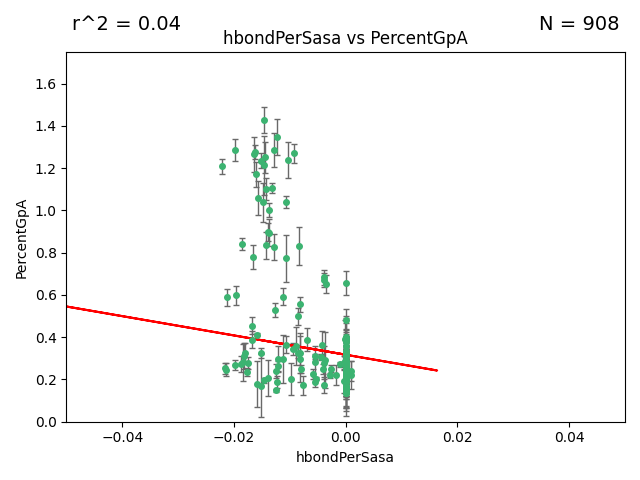 r^2 = 0.04
N = 908
hbondPerSasa vs PercentGpA
PercentGpA
1.6
1.4
1.2
1.0
0.8
0.6
0.4
0.2
0.0
−0.04 −0.02 0.00 0.02 0.04
hbondPerSasa